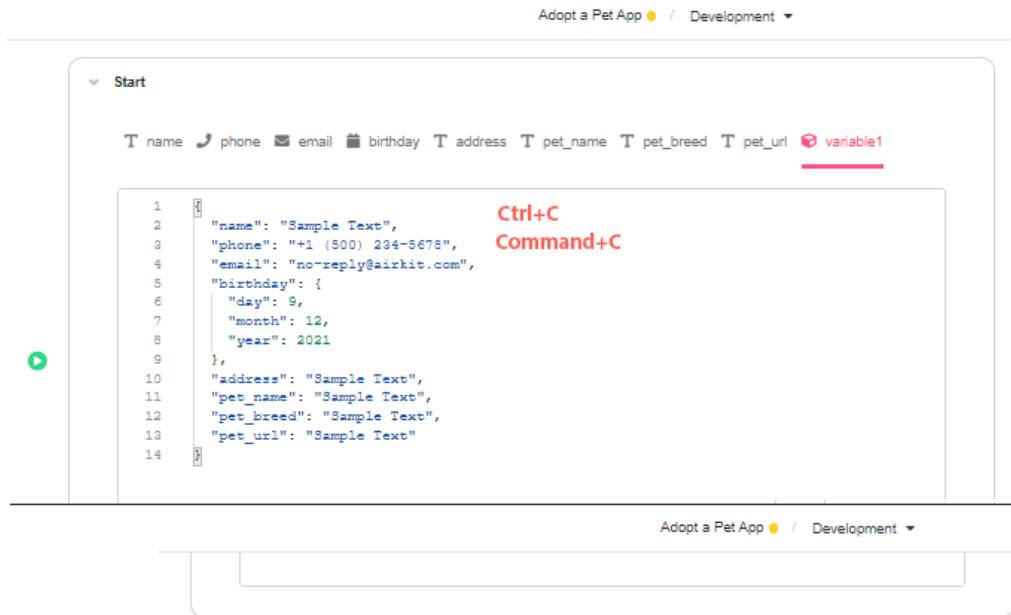 Adopt a Pet App / Development
Start
name phone email birthday address pet_name pet_breed pet_url variable1
1 {
2 "name": "Sample Text",
3 "phone": "+1 (500) 234-5678",
4 "email": "no-reply@airkit.com",
5 "birthday": {
6 "day": 9,
7 "month": 12,
8 "year": 2021
9 },
10 "address": "Sample Text",
11 "pet_name": "Sample Text",
12 "pet_breed": "Sample Text",
13 "pet_url": "Sample Text"
14 }
Ctrl+C
Command+C
Adopt a Pet App / Development